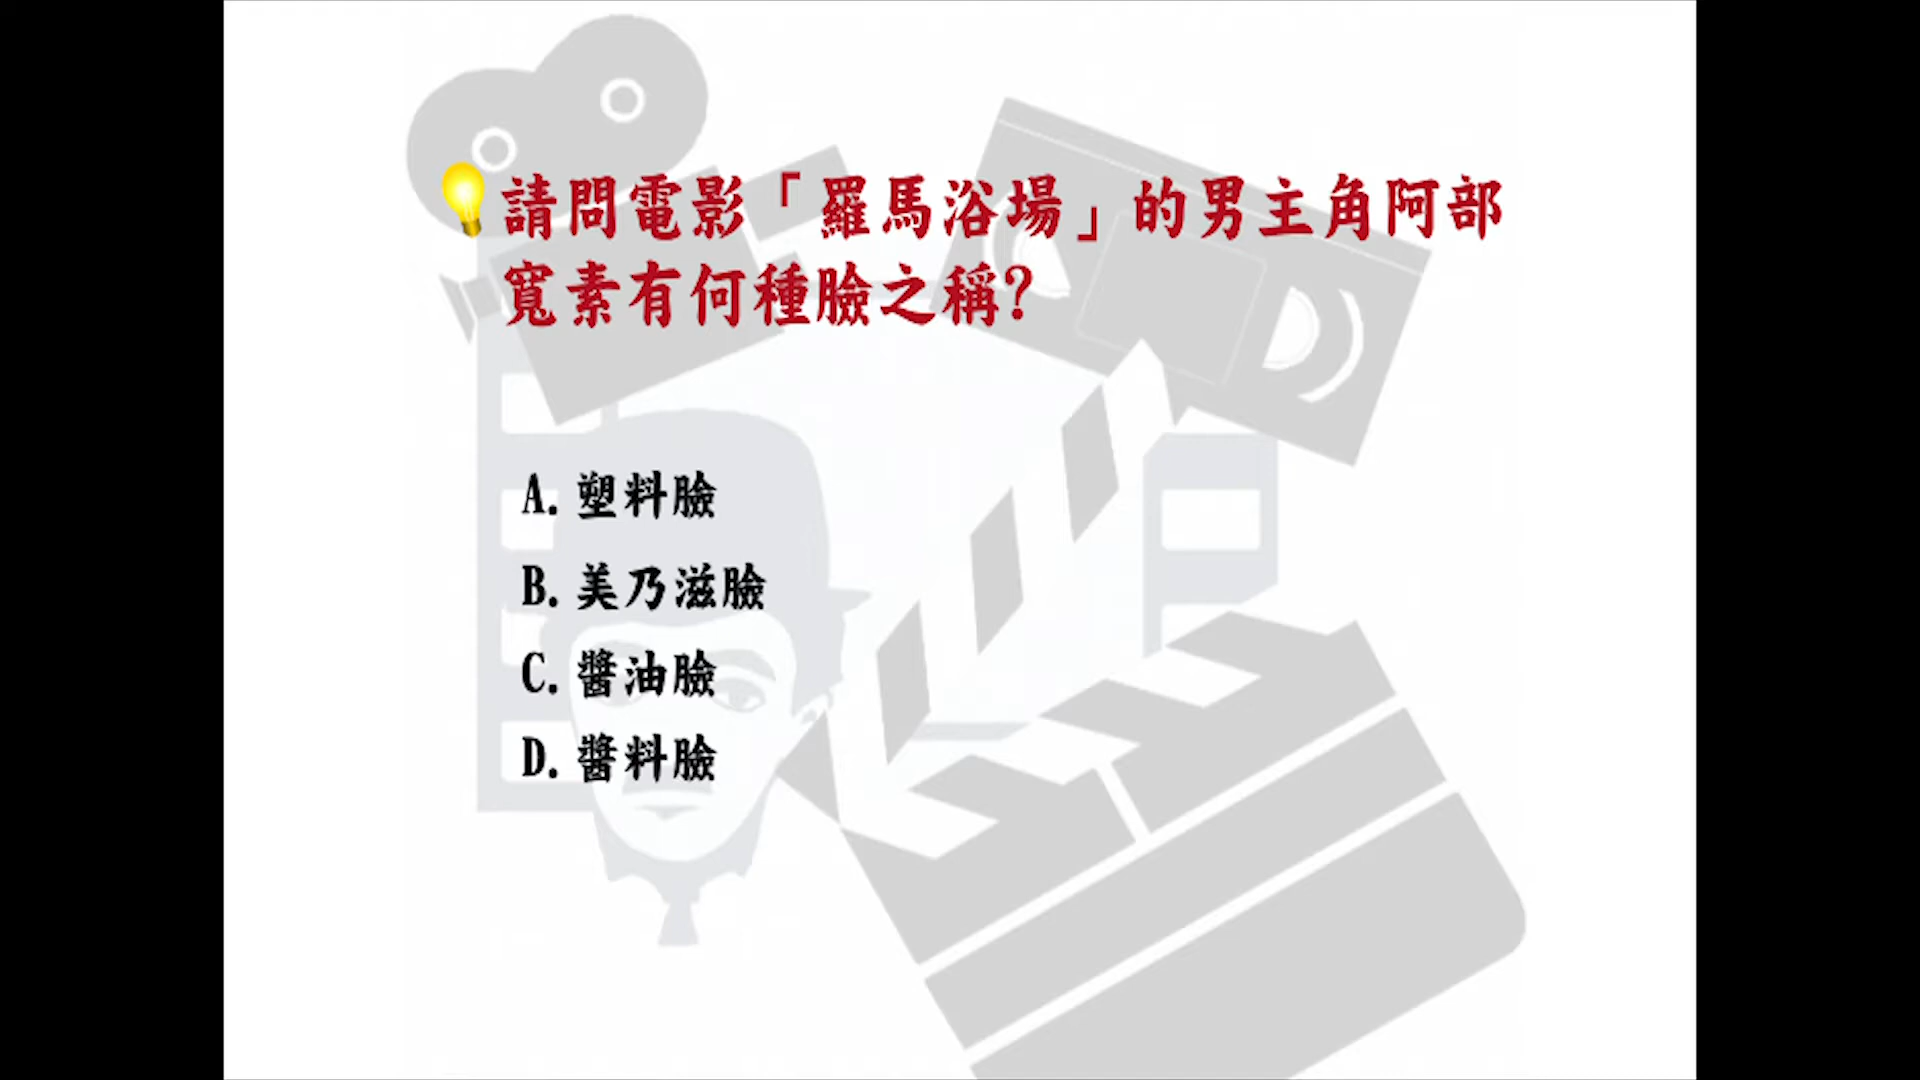 請問電影「羅馬浴場」的男主角阿部
寬素有何種臉之稱?
A. 塑料臉
B. 美乃滋臉
C. 醬油臉
D. 醬料臉